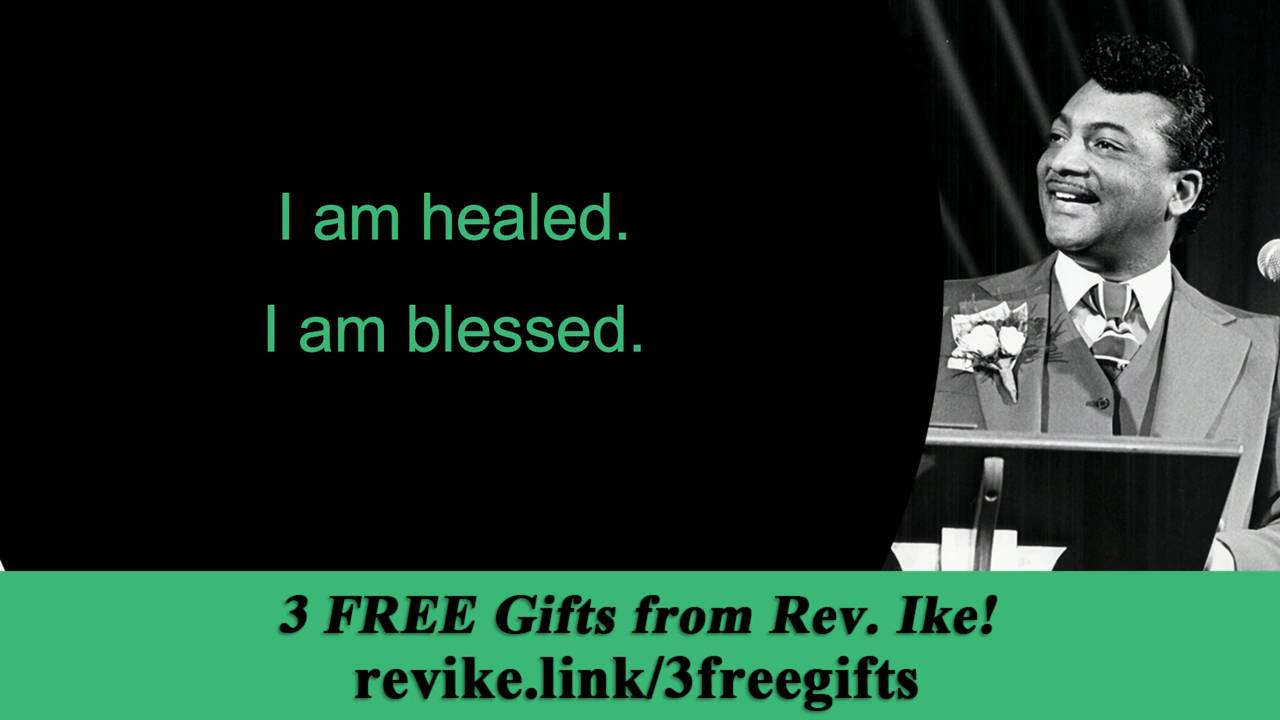 I am healed.
I am blessed.
3 FREE Gifts from Rev. Ike!
revike.link/3freegifts